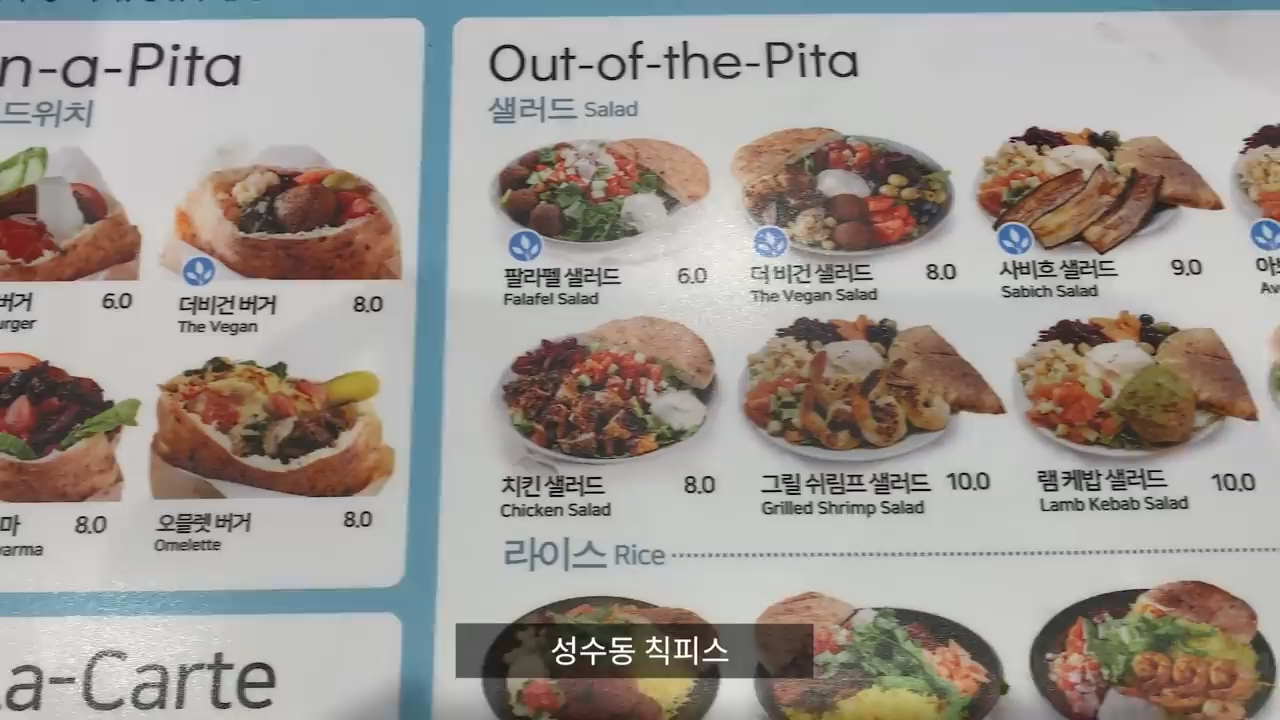 n-a-Pita
드위치
버거 6.0
urger
더비건 버거 8.0
The Vegan
마 8.0
varma
오믈렛 버거 8.0
Omelette
a-Carte
Out-of-the-Pita
샐러드 Salad
팔라펠 샐러드 6.0
Falafel Salad
더 비건 샐러드 8.0
The Vegan Salad
사비흐 샐러드 9.0
Sabich Salad
아
Av
치킨 샐러드 8.0
Chicken Salad
그릴 쉬림프 샐러드 10.0
Grilled Shrimp Salad
램 케밥 샐러드 10.0
Lamb Kebab Salad
라이스 Rice
성수동 칙피스